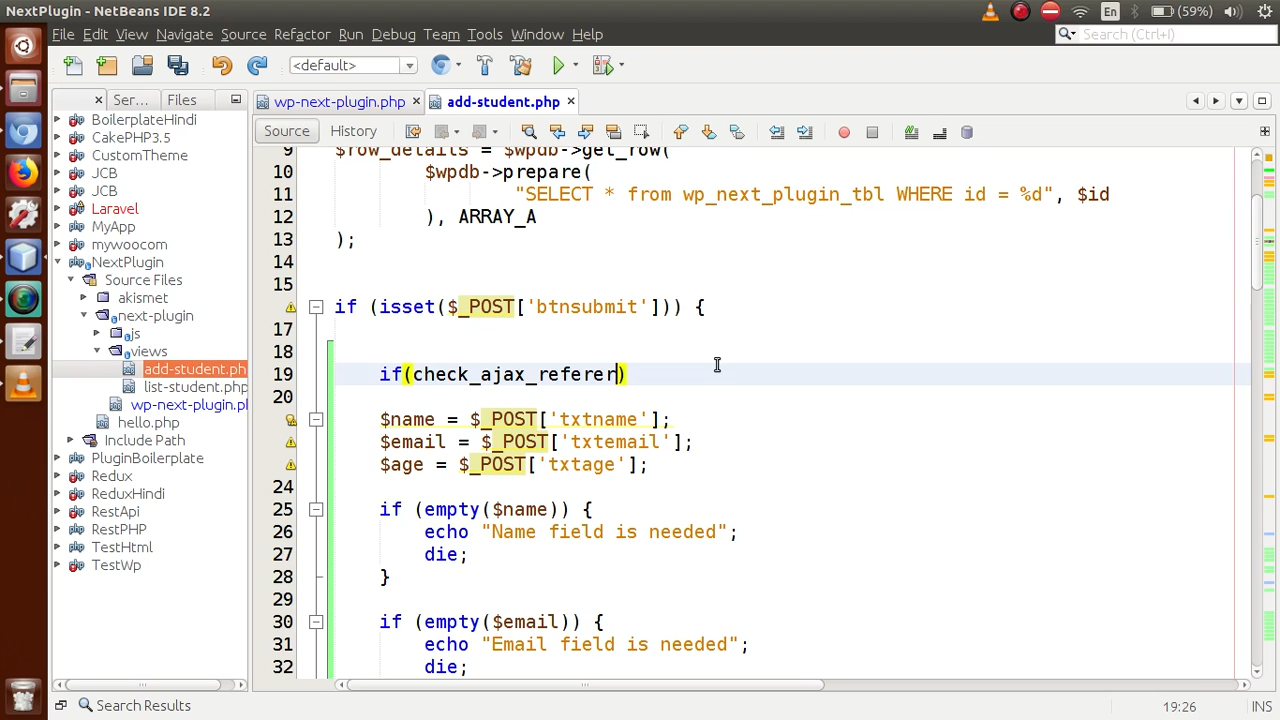 NextPlugin - NetBeans IDE 8.2
En
(59%)
File Edit View Navigate Source Refactor Run Debug Team Tools Window Help
Search (Ctrl+I)
<default>
Ser... Files
wp-next-plugin.php
add-student.php
Source History
BoilerplateHindi
CakePHP3.5
CustomTheme
JCB
JCB
Laravel
MyApp
mywoocom
NextPlugin
Source Files
akismet
next-plugin
js
views
add-student.ph
list-student.php
wp-next-plugin.pl
hello.php
Include Path
PluginBoilerplate
Redux
ReduxHindi
RestApi
RestPHP
TestHtml
TestWp
9 $row_details = $wpdb->get_row(
10 $wpdb->prepare(
11 "SELECT * from wp_next_plugin_tbl WHERE id = %d", $id
12 ), ARRAY_A
13 );
14
15
if (isset($_POST['btnsubmit'])) {
17
18
19 if(check_ajax_referer)
20
$name = $_POST['txtname'];
$email = $_POST['txtemail'];
$age = $_POST['txtage'];
24
25 if (empty($name)) {
26 echo "Name field is needed";
27 die;
28 }
29
30 if (empty($email)) {
31 echo "Email field is needed";
32 die;
Search Results
19:26 INS